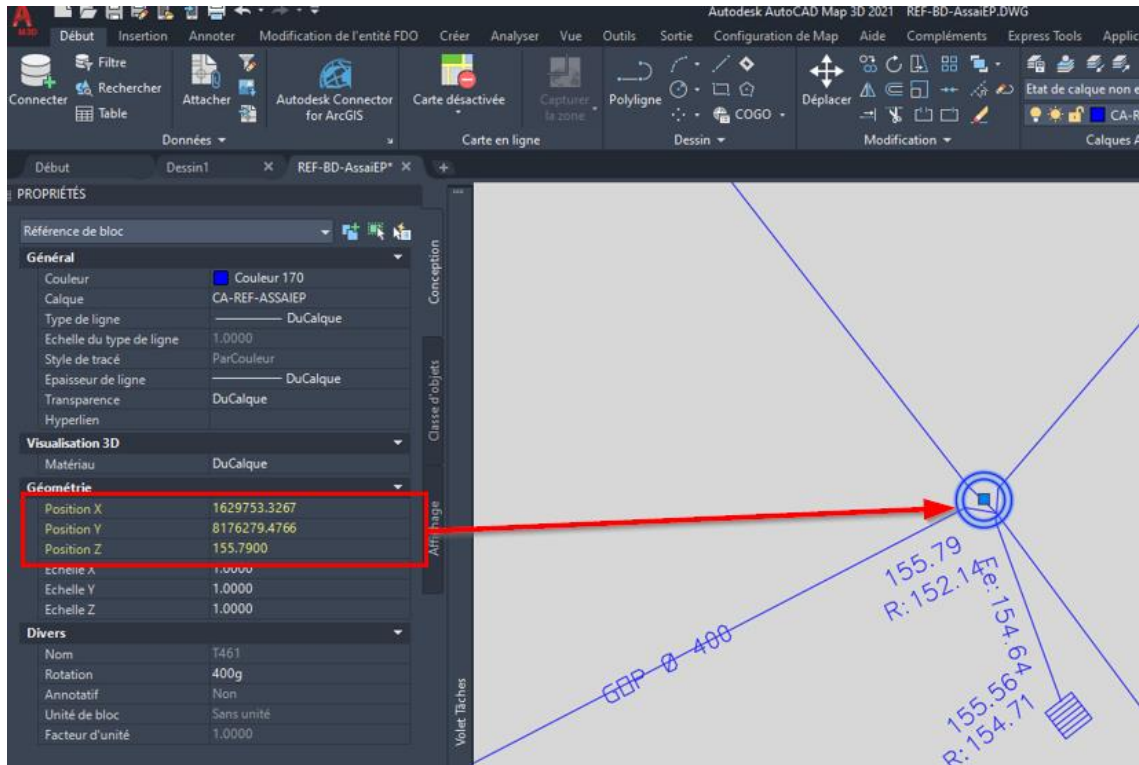 Autodesk AutoCAD Map 3D 2021 REF-BD-AssaiEP.DWG
Début Insertion Annoter Modification de l'entité FDO Créer Analyser Vue Outils Sortie Configuration de Map Aide Compléments Express Tools Applic
Connecter
Filtre
Rechercher
Table
Attacher
Autodesk Connector
for ArcGIS
Carte désactivée
Capturer
la zone
Polyligne
COGO
Déplacer
Etat de calque non e
CA-R
Données
Carte en ligne
Dessin
Modification
Calques A
Début Dessin1 REF-BD-AssaiEP*
PROPRIÉTÉS
Référence de bloc
Général
Couleur Couleur 170
Calque CA-REF-ASSAIEP
Type de ligne DuCalque
Echelle du type de ligne 1.0000
Style de tracé ParCouleur
Epaisseur de ligne DuCalque
Transparence DuCalque
Hyperlien
Visualisation 3D
Matériau DuCalque
Géométrie
Position X 1629753.3267
Position Y 8176279.4766
Position Z 155.7900
Echelle X 1.0000
Echelle Y 1.0000
Echelle Z 1.0000
Divers
Nom T461
Rotation 400g
Annotatif Non
Unité de bloc Sans unité
Facteur d'unité 1.0000
Conception
Classe d'objets
Affichage
Volet Tâches
155.79
R:152.14
Fe:154.64
155.56
R:154.71
Ø 400